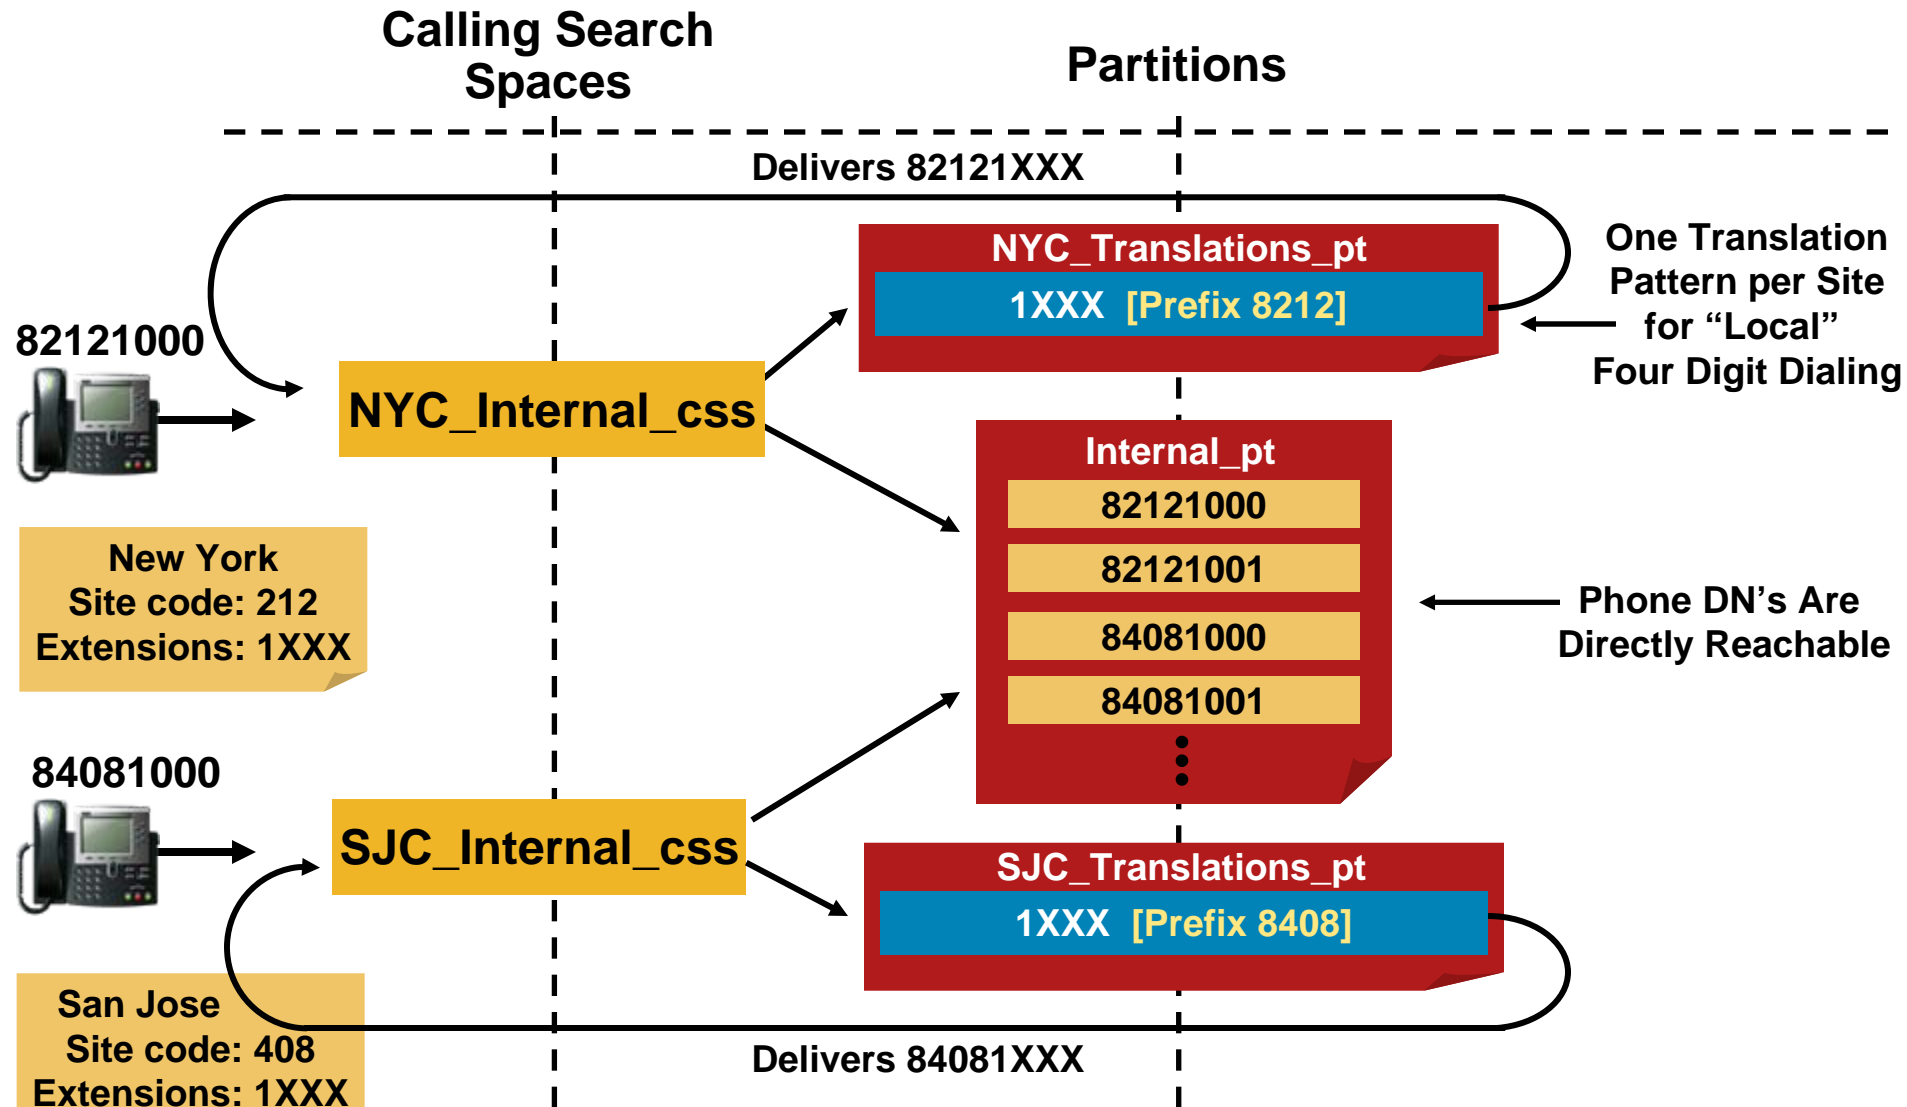 Calling Search
Spaces
Partitions
Delivers 82121XXX
NYC_Translations_pt
1XXX [Prefix 8212]
One Translation
Pattern per Site
for “Local”
Four Digit Dialing
82121000
NYC_Internal_css
Internal_pt
82121000
82121001
84081000
84081001
New York
Site code: 212
Extensions: 1XXX
Phone DN’s Are
Directly Reachable
84081000
SJC_Internal_css
SJC_Translations_pt
1XXX [Prefix 8408]
San Jose
Site code: 408
Extensions: 1XXX
Delivers 84081XXX